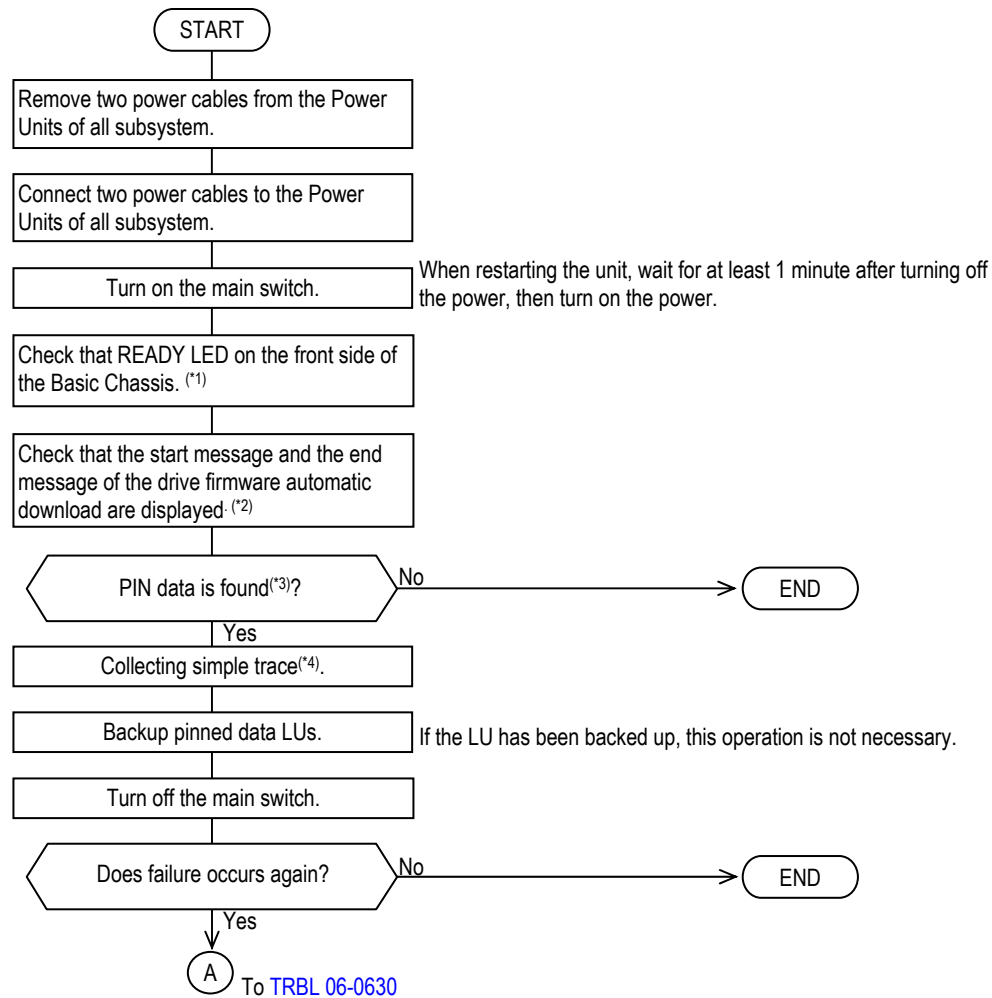 START
Remove two power cables from the Power
Units of all subsystem.
Connect two power cables to the Power
Units of all subsystem.
Turn on the main switch.
When restarting the unit, wait for at least 1 minute after turning off
the power, then turn on the power.
Check that READY LED on the front side of
the Basic Chassis. (*1)
Check that the start message and the end
message of the drive firmware automatic
download are displayed. (*2)
PIN data is found(*3)?
No
END
Yes
Collecting simple trace(*4).
Backup pinned data LUs.
If the LU has been backed up, this operation is not necessary.
Turn off the main switch.
Does failure occurs again?
No
END
Yes
A
To TRBL 06-0630